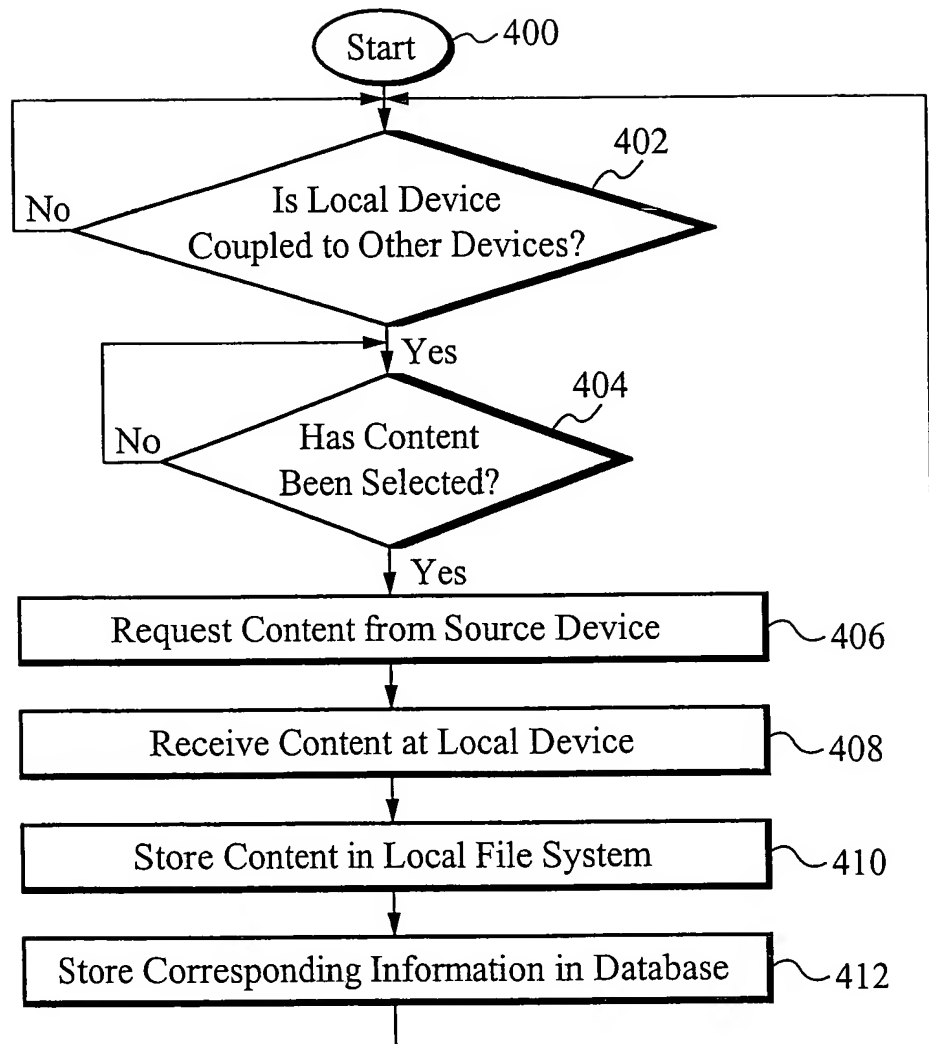 Start
400
402
Is Local Device
Coupled to Other Devices?
No
Yes
404
Has Content
Been Selected?
No
Yes
Request Content from Source Device
406
Receive Content at Local Device
408
Store Content in Local File System
410
Store Corresponding Information in Database
412